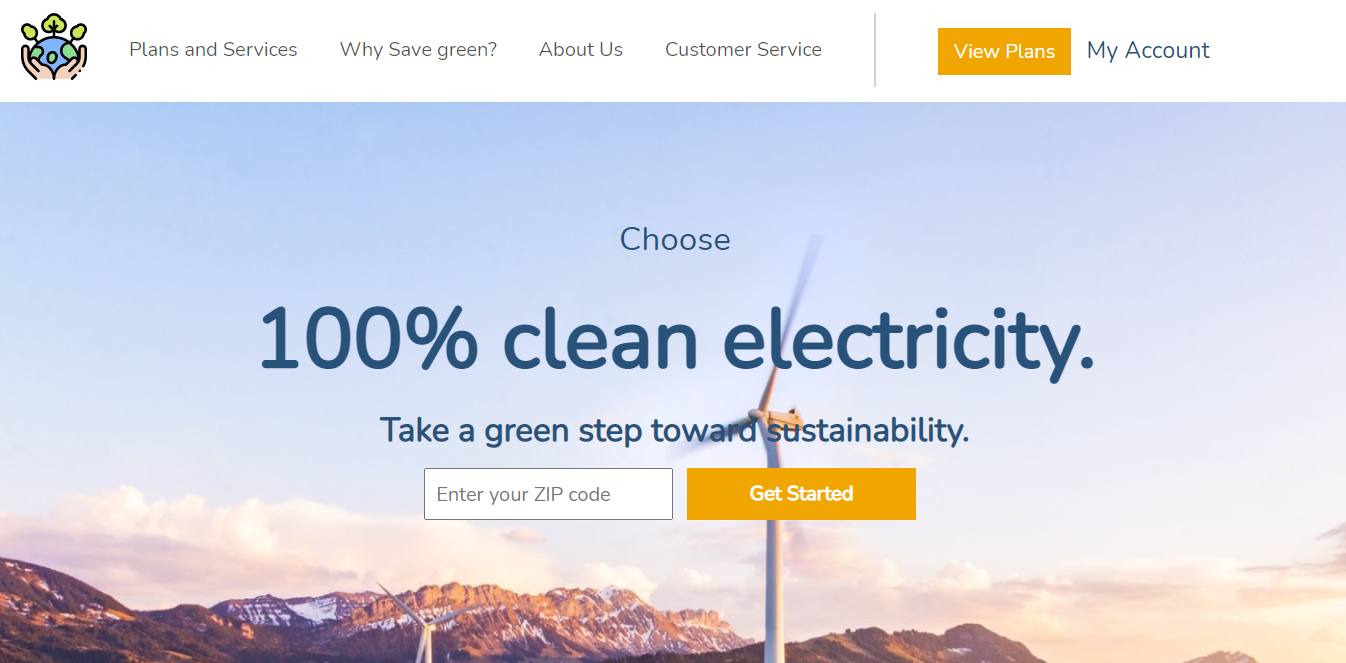 Plans and Services
Why Save green?
About Us
Customer Service
View Plans
My Account
Choose
100% clean electricity.
Take a green step toward sustainability.
Enter your ZIP code
Get Started